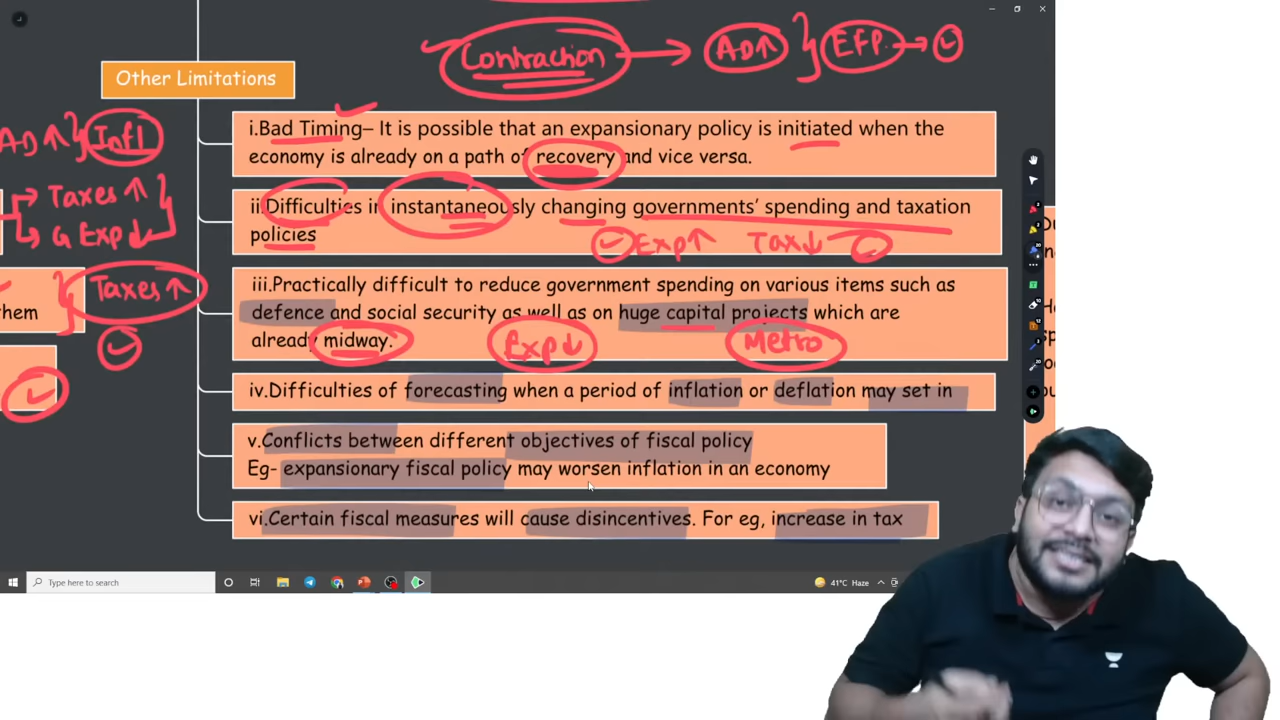 Contraction → AD↑ } EFP → ✓
Other Limitations
AD↑ } Infl
→ Taxes↑
→ G Exp↓
Taxes↑
hem
i.Bad Timing– It is possible that an expansionary policy is initiated when the
economy is already on a path of recovery and vice versa.
ii.Difficulties in instantaneously changing governments' spending and taxation
policies
Exp↑ Tax↓
iii.Practically difficult to reduce government spending on various items such as
defence and social security as well as on huge capital projects which are
already midway.
Exp↓ Metro
iv.Difficulties of forecasting when a period of inflation or deflation may set in
v.Conflicts between different objectives of fiscal policy
Eg- expansionary fiscal policy may worsen inflation in an economy
vi.Certain fiscal measures will cause disincentives. For eg, increase in tax
Type here to search
41°C Haze